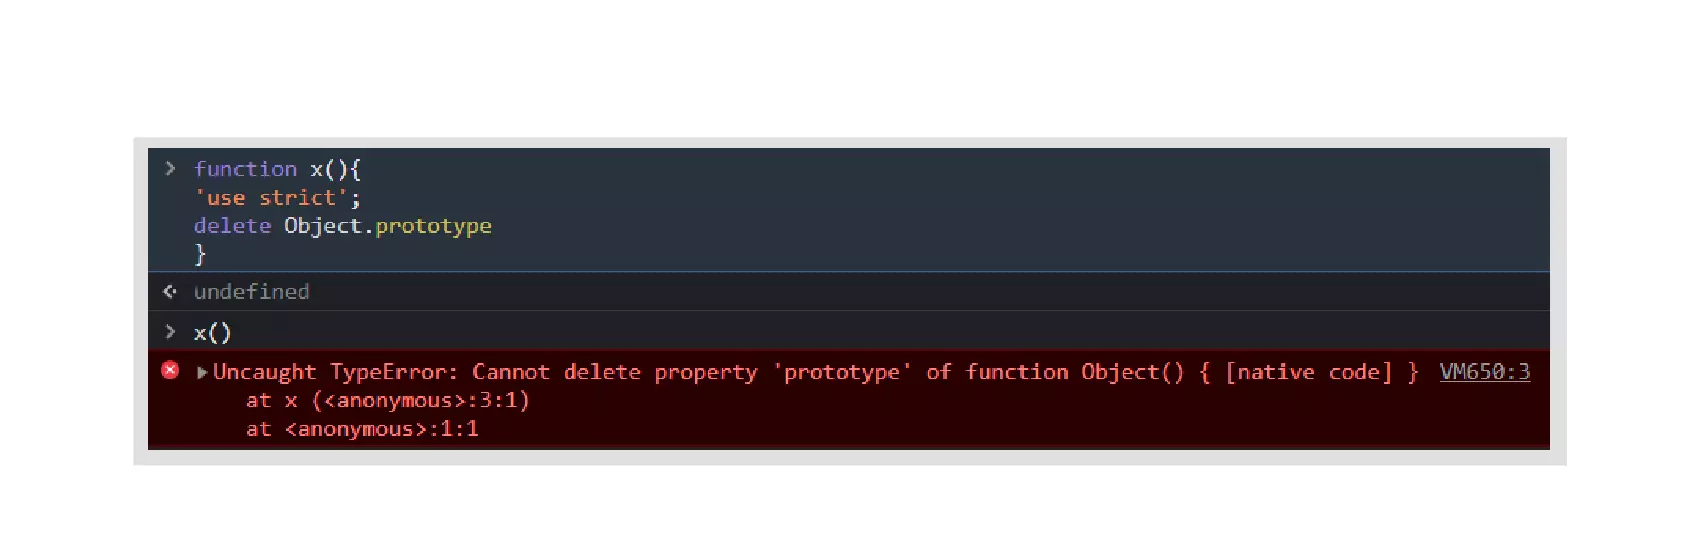 function x(){
'use strict';
delete Object.prototype
}
undefined
x()
Uncaught TypeError: Cannot delete property 'prototype' of function Object() { [native code] } VM650:3
at x (<anonymous>:3:1)
at <anonymous>:1:1